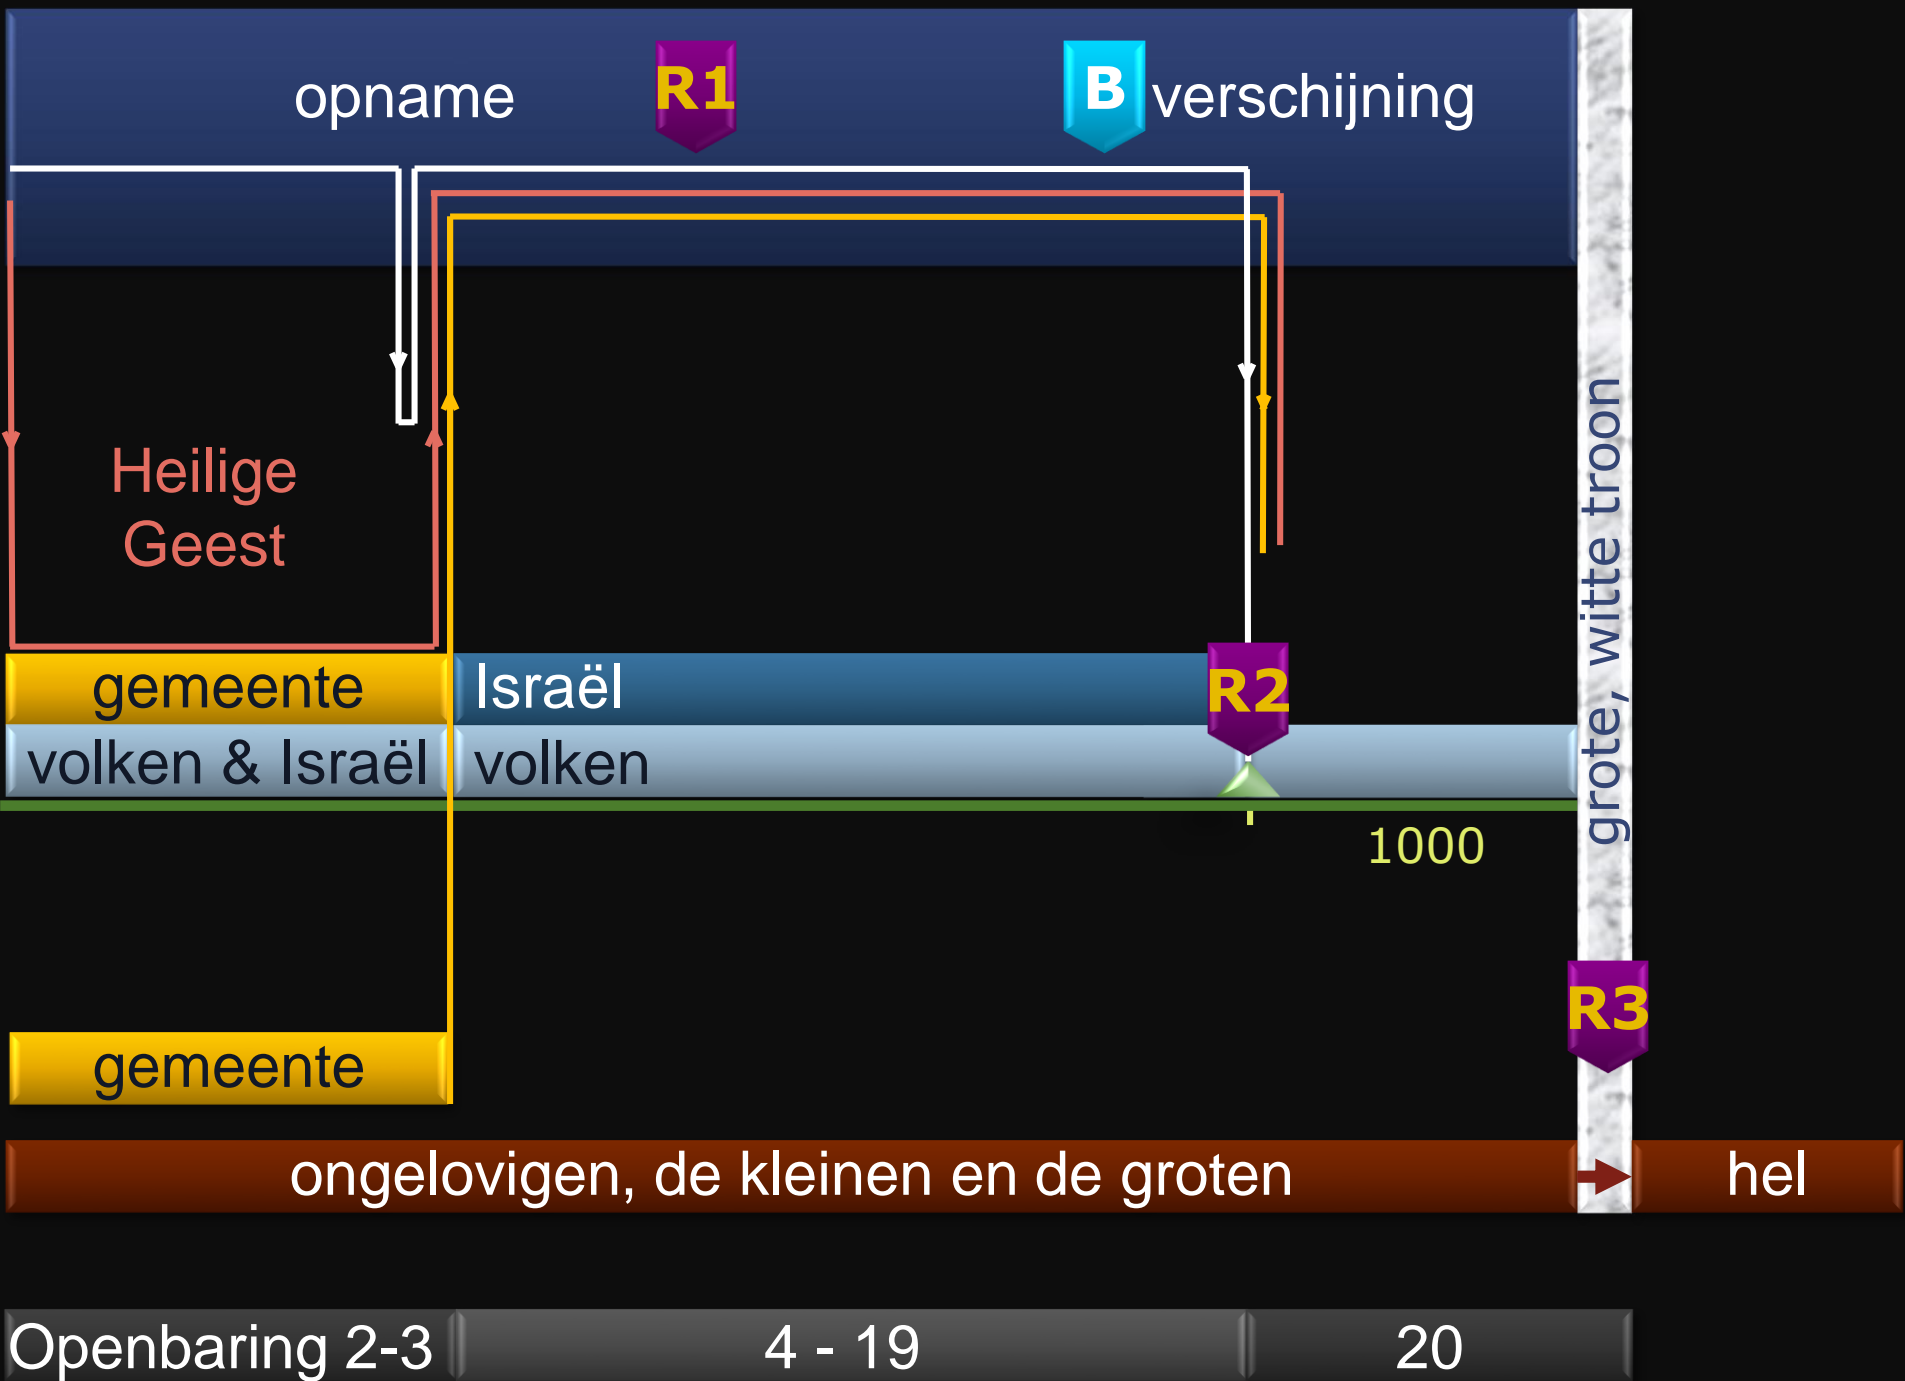 opname
R1
B
verschijning
Heilige
Geest
gemeente
Israël
R2
volken & Israël
volken
grote, witte troon
1000
R3
gemeente
ongelovigen, de kleinen en de groten
hel
Openbaring 2-3
4 - 19
20